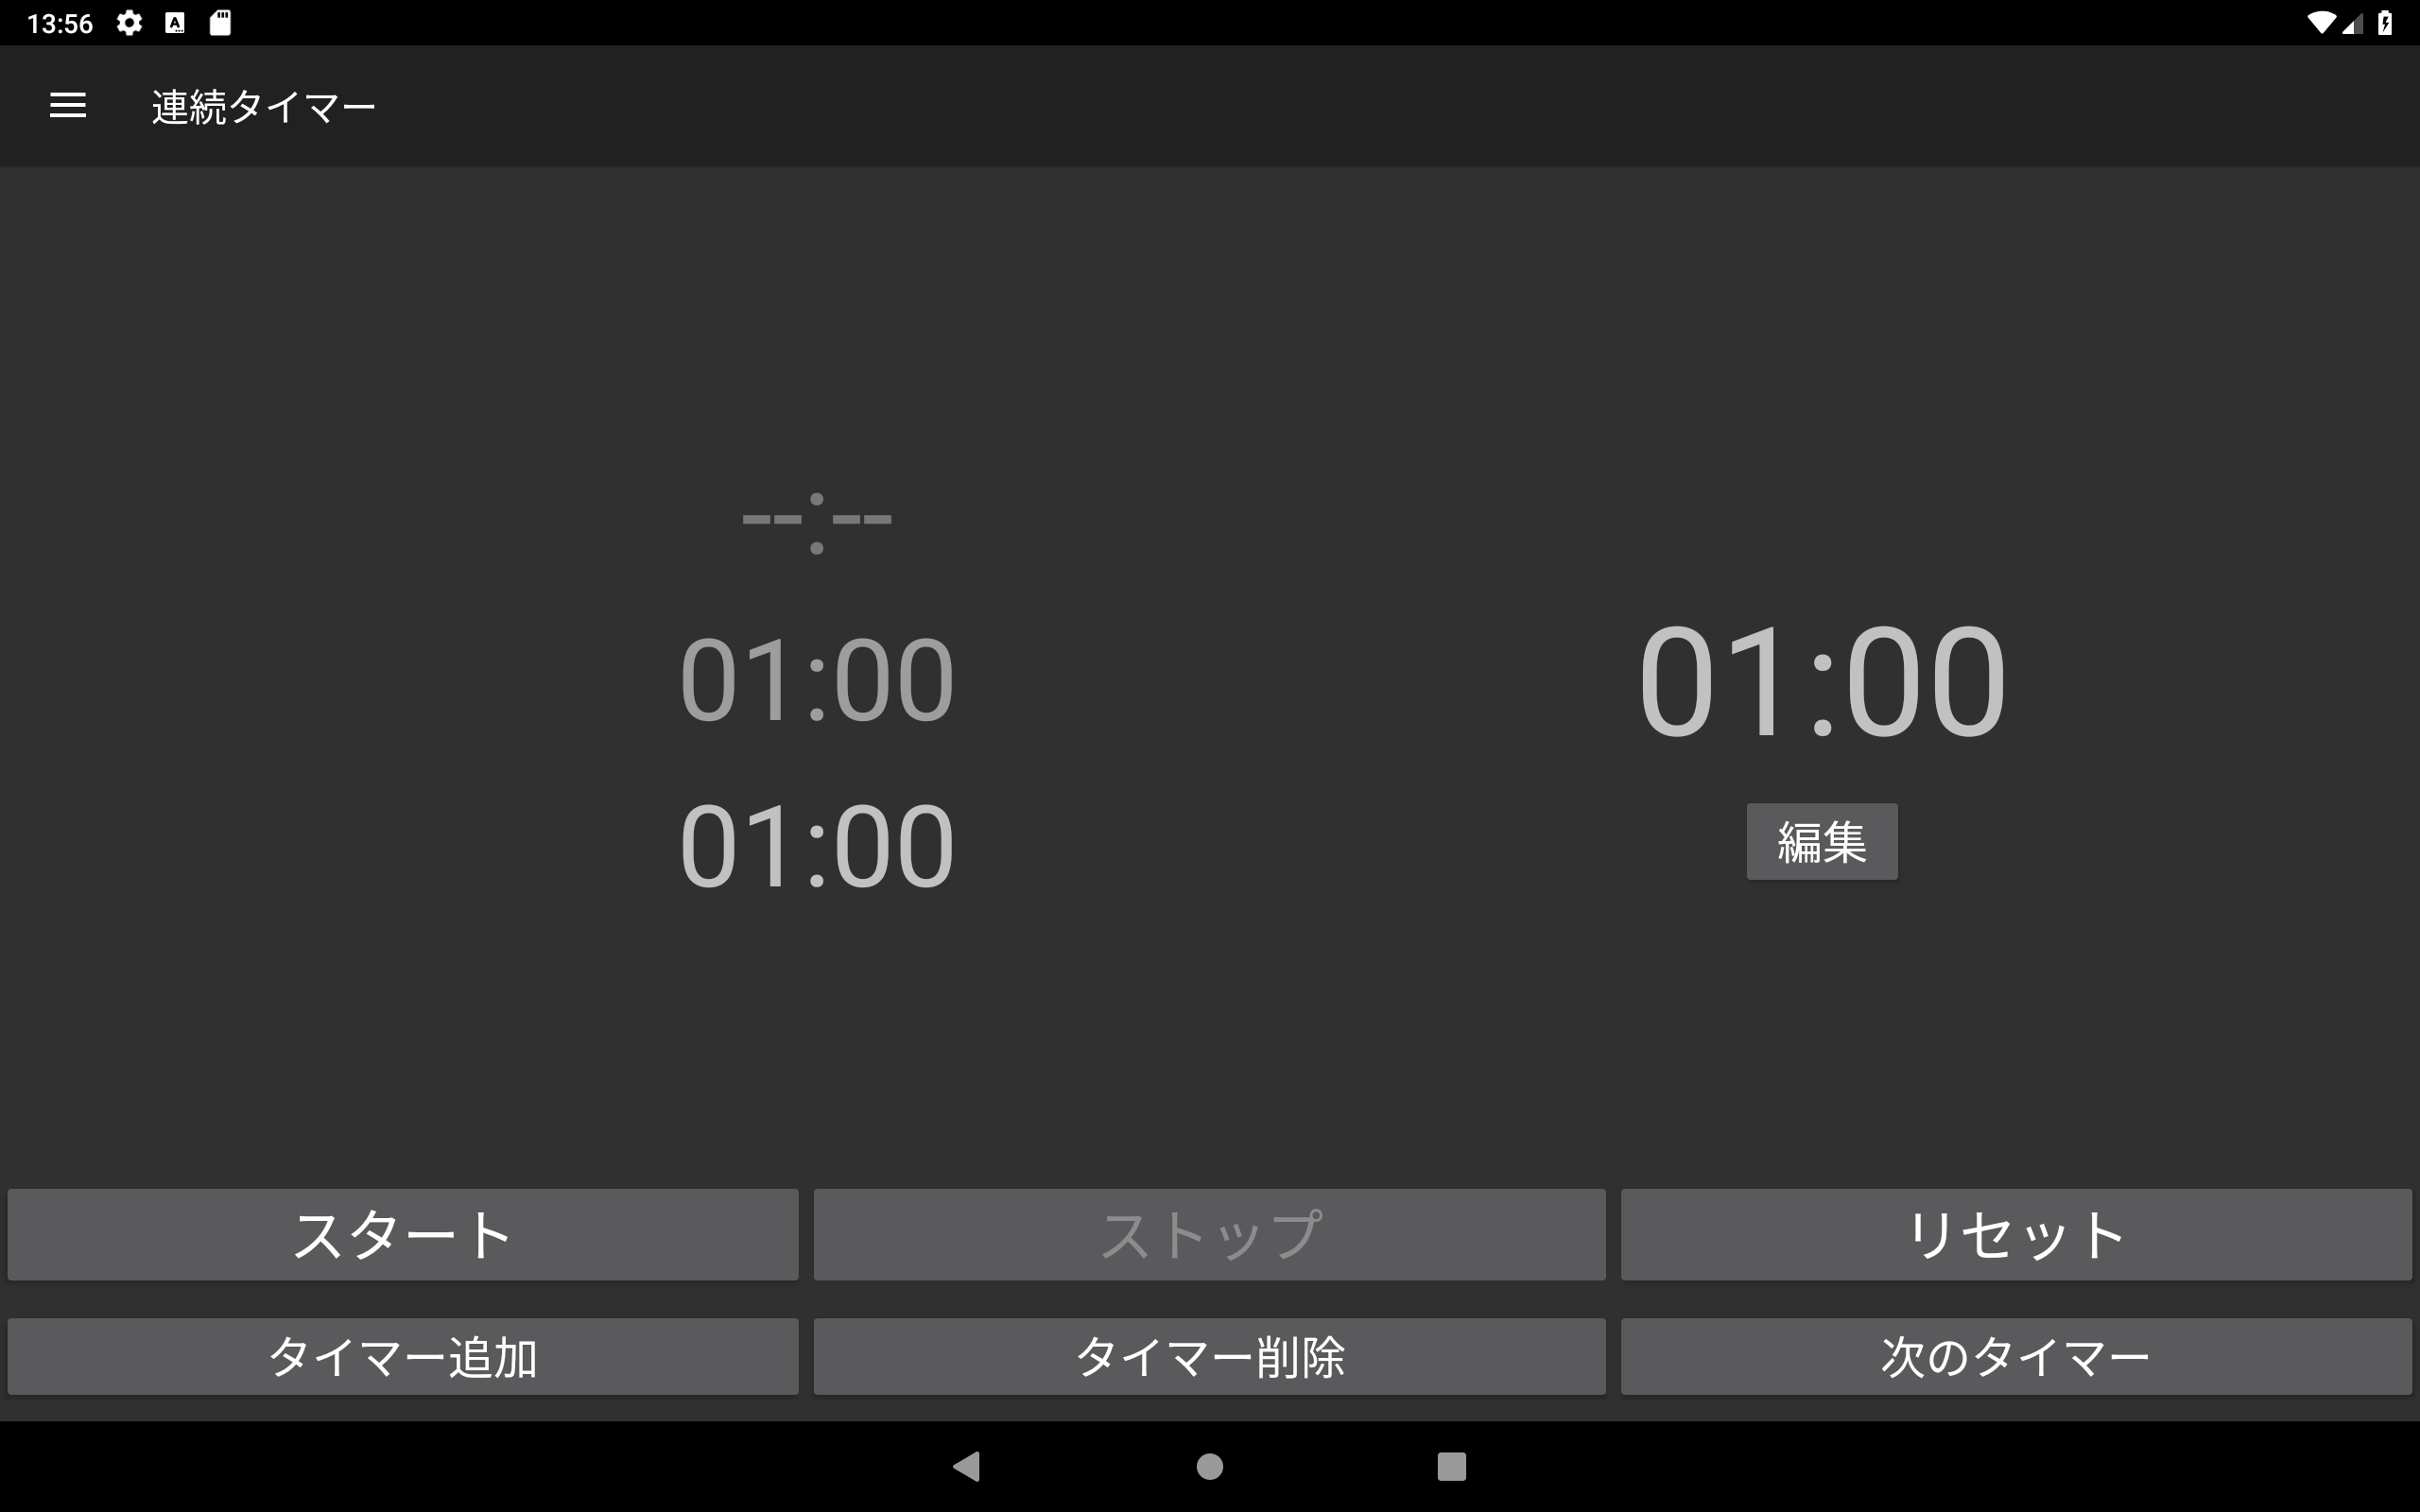 13:56
連続タイマー
--:--
01:00
01:00
01:00
編集
スタート
ストップ
リセット
タイマー追加
タイマー削除
次のタイマー